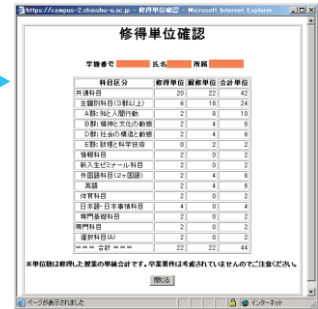 https://campus-2.shinshu-u.ac.jp - 修得単位確認 - Microsoft Internet Explorer
修得単位確認
学籍番号 氏名 所属
科目区分 修得単位 履修単位 合計単位
共通科目 20 22 42
主題別科目(3群以上) 6 18 24
A群:知と人間行動 2 8 10
B群:精神と文化の動態 2 4 6
D群:社会の構造と動態 2 4 6
E群:数理と科学技術 0 2 2
情報科目 2 0 2
新入生ゼミナール科目 2 0 2
外国語科目(2ヶ国語) 2 4 6
英語 2 4 6
体育科目 2 0 2
日本語・日本事情科目 4 0 4
専門基礎科目 2 0 2
専門科目 2 0 2
選択科目(A) 2 0 2
=== 合計 === 22 22 44
※単位数は修得した授業の単純合計です。卒業要件は考慮されていませんのでご注意ください。
閉じる
ページが表示されました インターネット